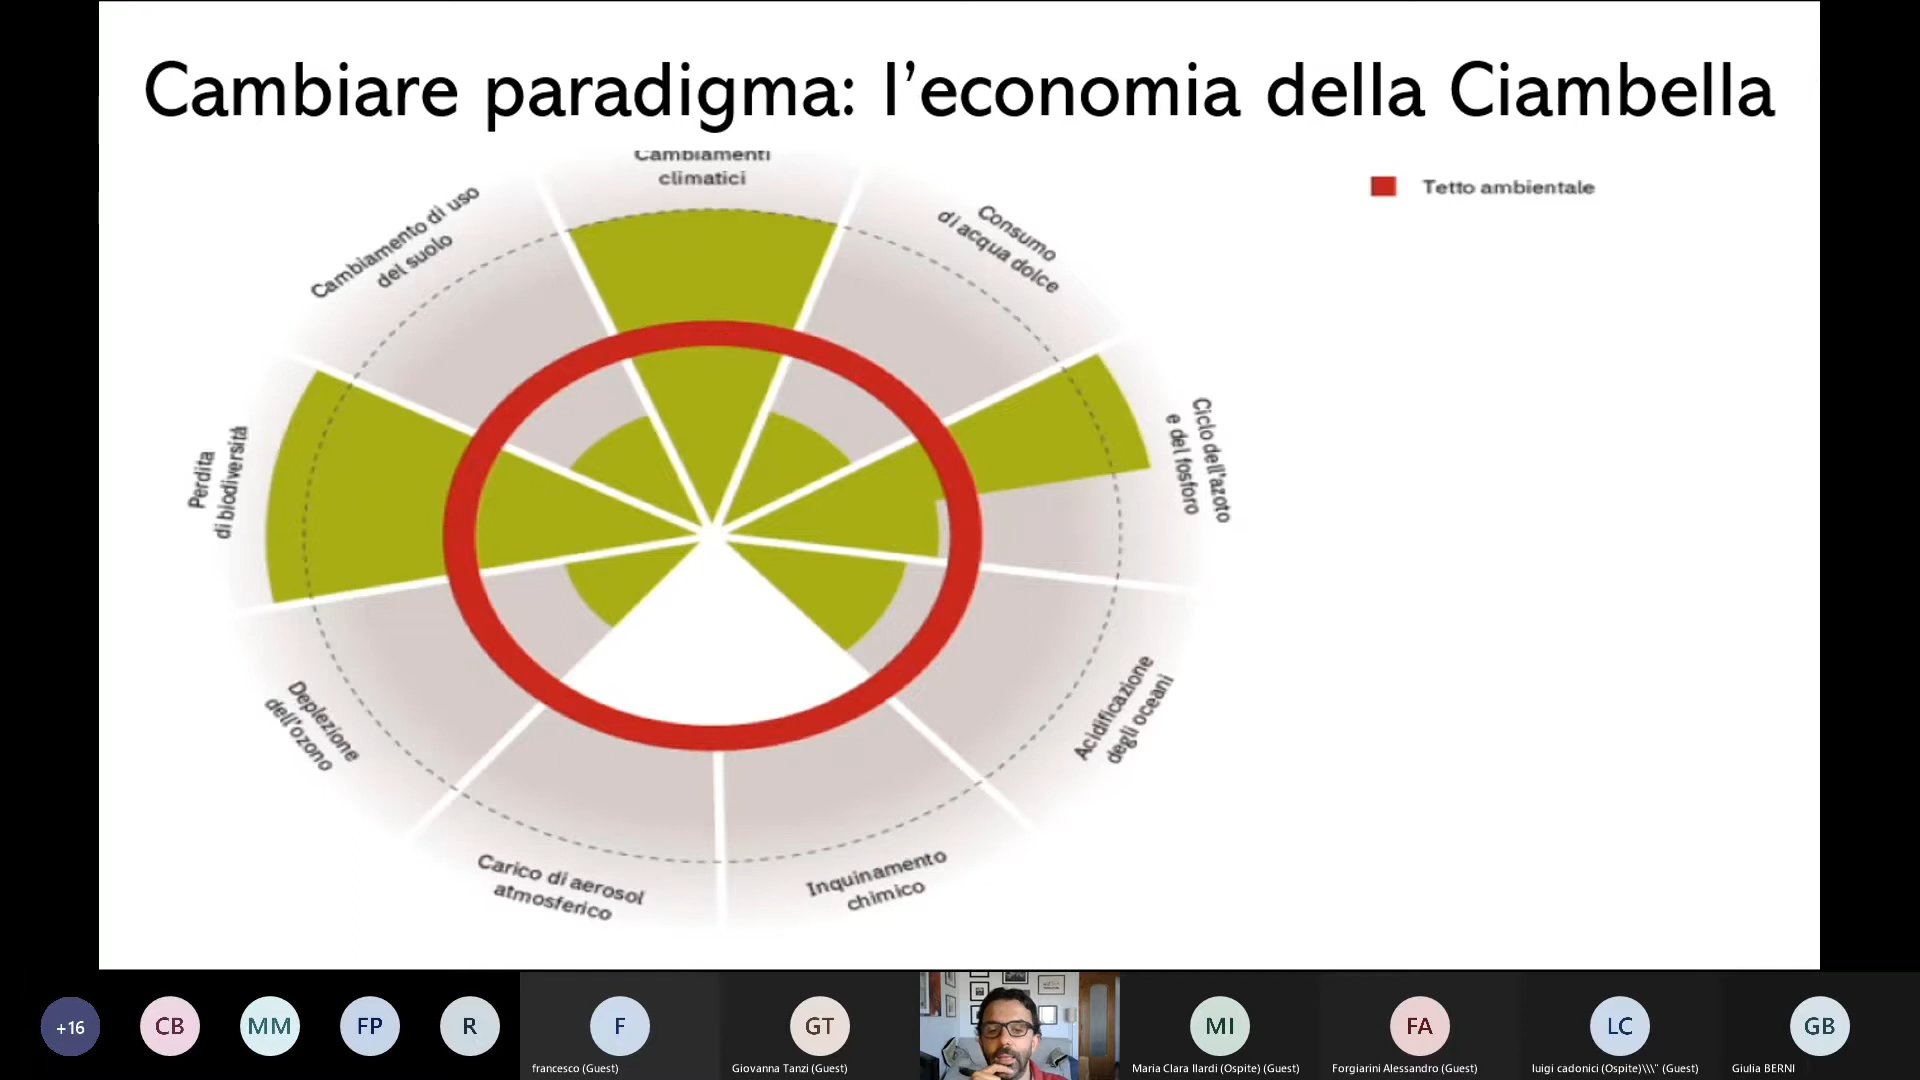 Cambiare paradigma: l'economia della Ciambella
Cambiamenti
climatici
Tetto ambientale
Cambiamento di uso
del suolo
Consumo
di acqua dolce
Perdita
di biodiversità
Ciclo dell'azoto
e del fosforo
Deplezione
dell'ozono
Acidificazione
degli oceani
Carico di aerosol
atmosferico
Inquinamento
chimico
+16
CB
MM
FP
R
F
GT
MI
FA
LC
GB
francesco (Guest)
Giovanna Tanzi (Guest)
Maria Clara Ilardi (Ospite) (Guest)
Forgiarini Alessandro (Guest)
luigi cadonici (Ospite)\\\" (Guest)
Giulia BERNI